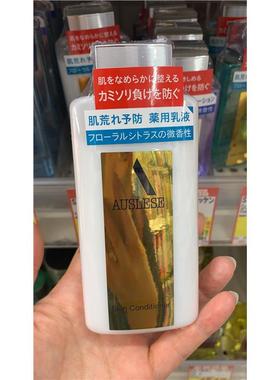 肌をなめらかに整える
カミソリ負けを防ぐ
肌荒れ予防 薬用乳液
フローラルシトラスの微香性
AUSLESE
Skin Conditioner